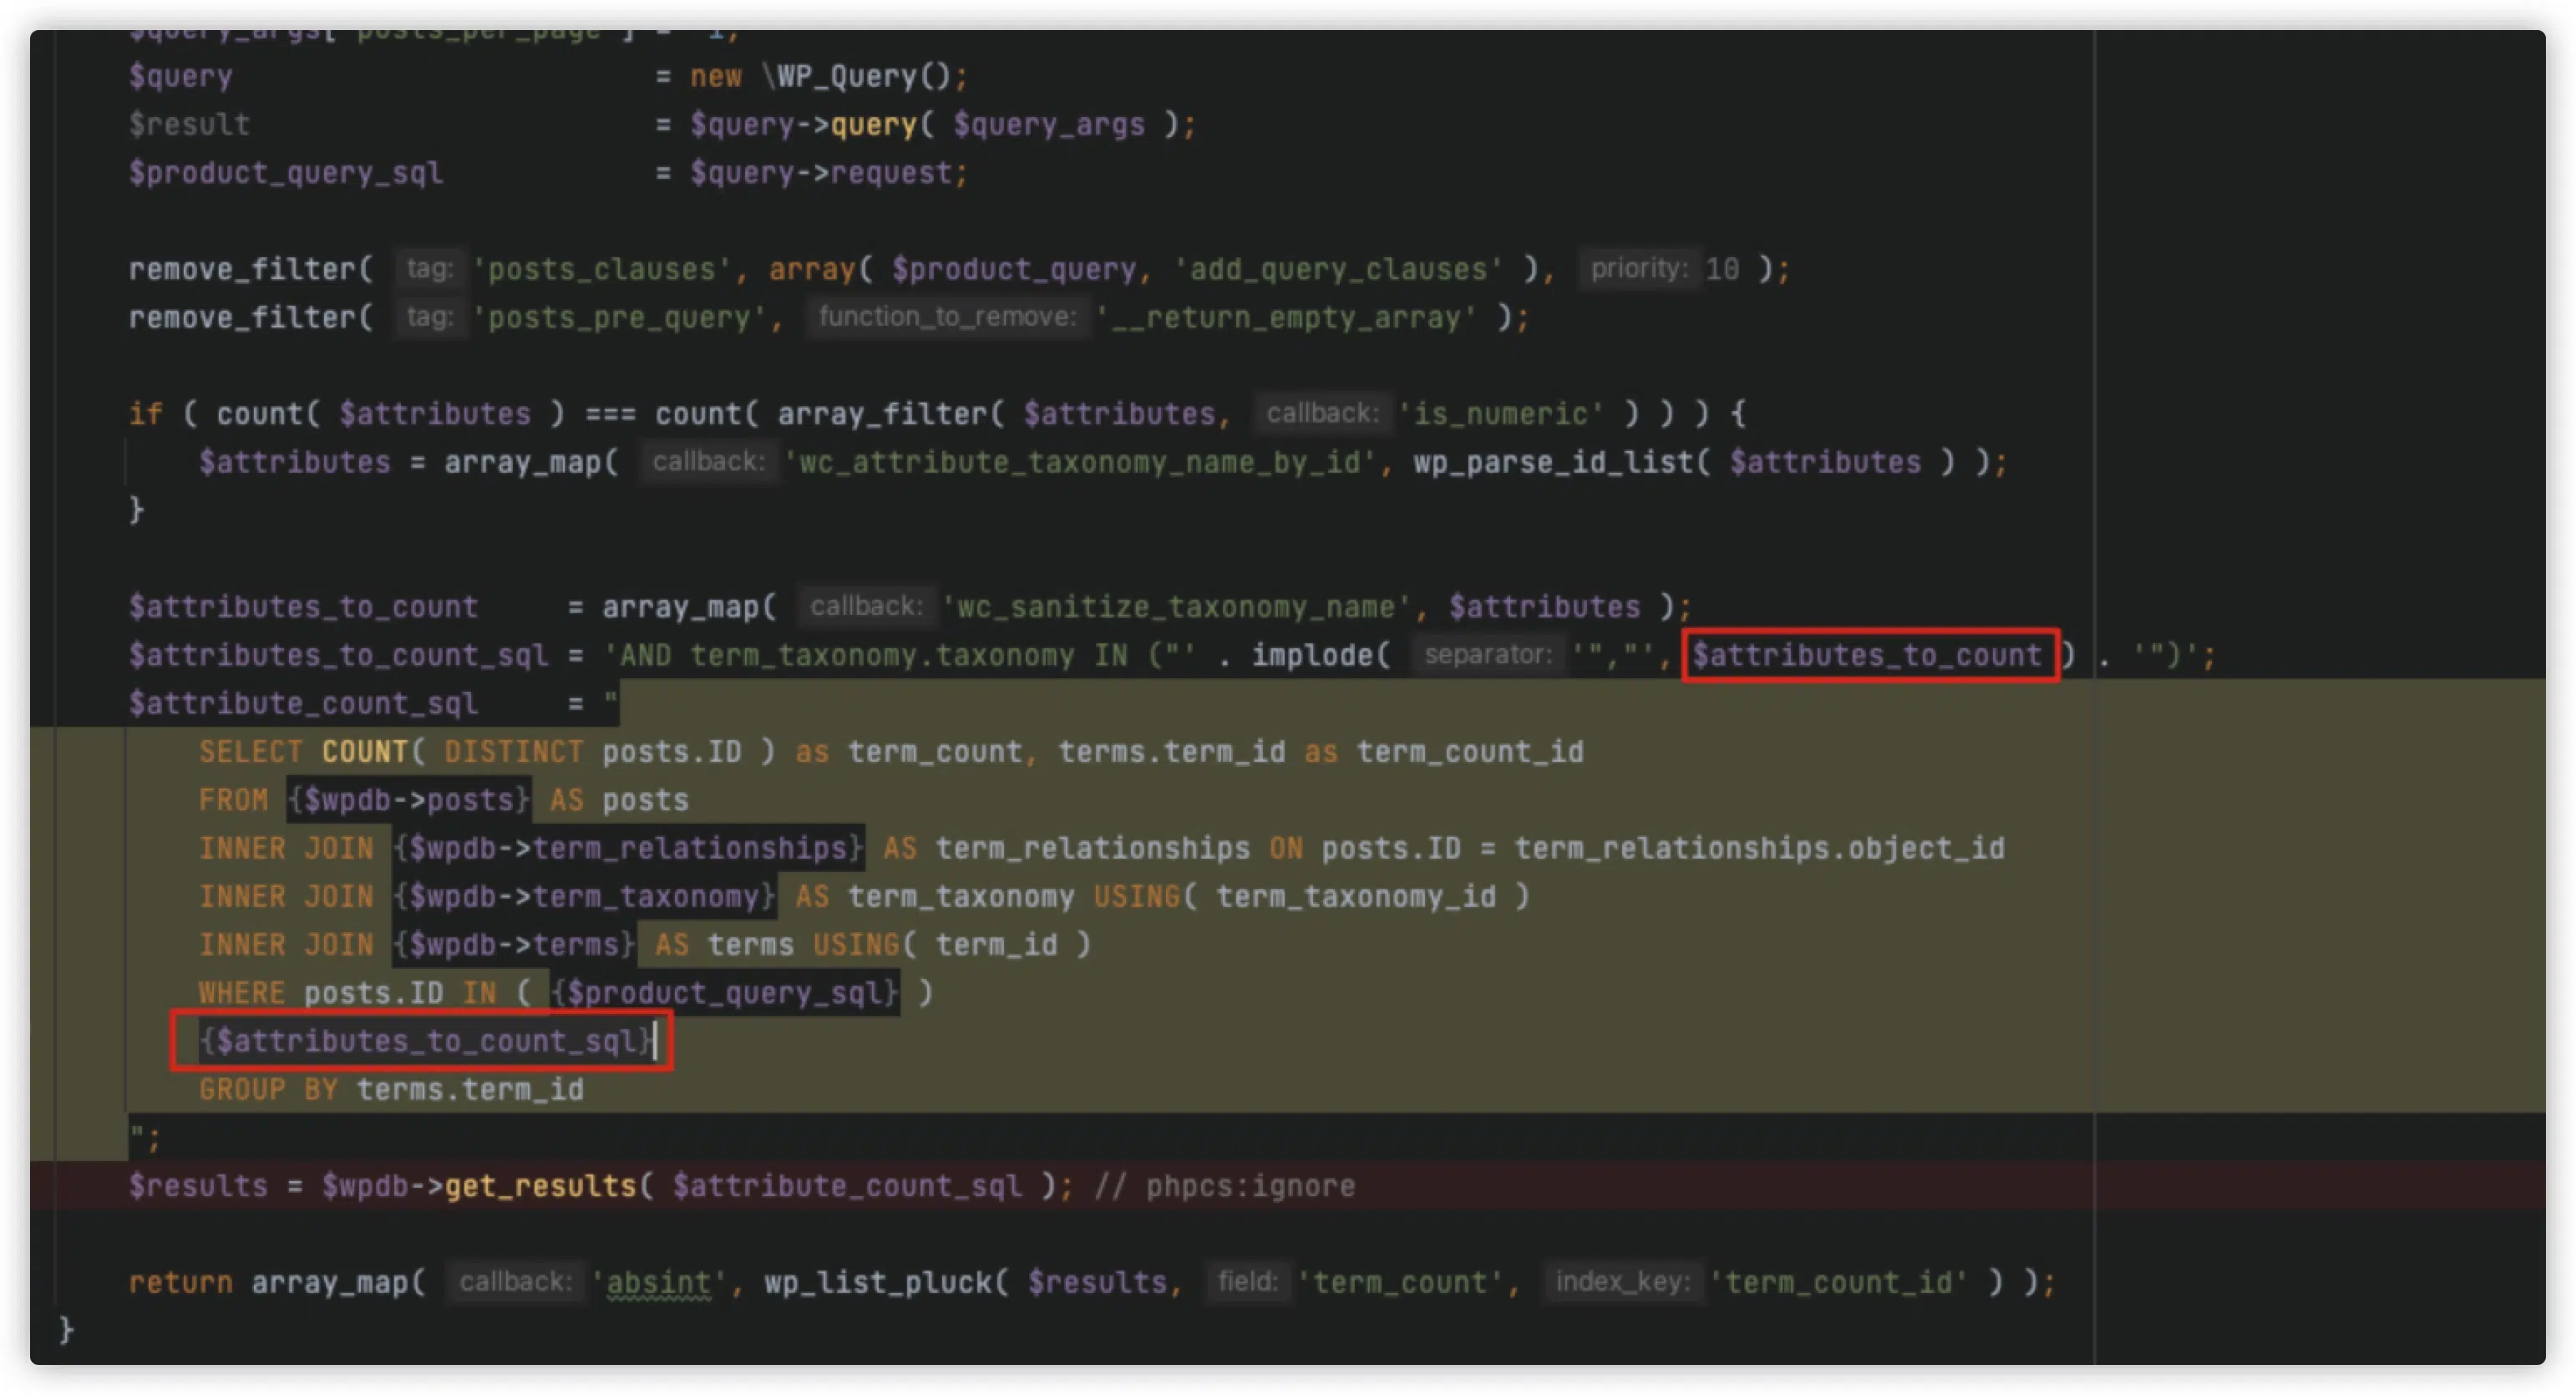 $query_args['posts_per_page'] = -1;
$query = new \WP_Query();
$result = $query->query( $query_args );
$product_query_sql = $query->request;
remove_filter( tag: 'posts_clauses', array( $product_query, 'add_query_clauses' ), priority: 10 );
remove_filter( tag: 'posts_pre_query', function_to_remove: '__return_empty_array' );
if ( count( $attributes ) === count( array_filter( $attributes, callback: 'is_numeric' ) ) ) {
$attributes = array_map( callback: 'wc_attribute_taxonomy_name_by_id', wp_parse_id_list( $attributes ) );
}
$attributes_to_count = array_map( callback: 'wc_sanitize_taxonomy_name', $attributes );
$attributes_to_count_sql = 'AND term_taxonomy.taxonomy IN ("' . implode( separator: '","', $attributes_to_count ) . '")';
$attribute_count_sql = "
SELECT COUNT( DISTINCT posts.ID ) as term_count, terms.term_id as term_count_id
FROM {$wpdb->posts} AS posts
INNER JOIN {$wpdb->term_relationships} AS term_relationships ON posts.ID = term_relationships.object_id
INNER JOIN {$wpdb->term_taxonomy} AS term_taxonomy USING( term_taxonomy_id )
INNER JOIN {$wpdb->terms} AS terms USING( term_id )
WHERE posts.ID IN ( {$product_query_sql} )
{$attributes_to_count_sql}
GROUP BY terms.term_id
";
$results = $wpdb->get_results( $attribute_count_sql ); // phpcs:ignore
return array_map( callback: 'absint', wp_list_pluck( $results, field: 'term_count', index_key: 'term_count_id' ) );
}